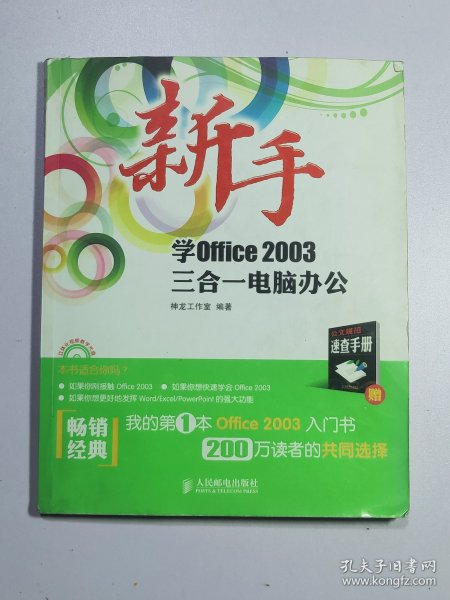 新手
学Office 2003
三合一电脑办公
神龙工作室 编著
公文规范
速查手册
赠
本书适合你吗?
如果你刚接触 Office 2003
如果你想快速学会 Office 2003
如果你想更好地发挥 Word/Excel/PowerPoint 的强大功能
畅销
经典
我的第1本 Office 2003 入门书
200万读者的共同选择
人民邮电出版社
POSTS & TELECOM PRESS
孔夫子旧书网
www.kongfz.com